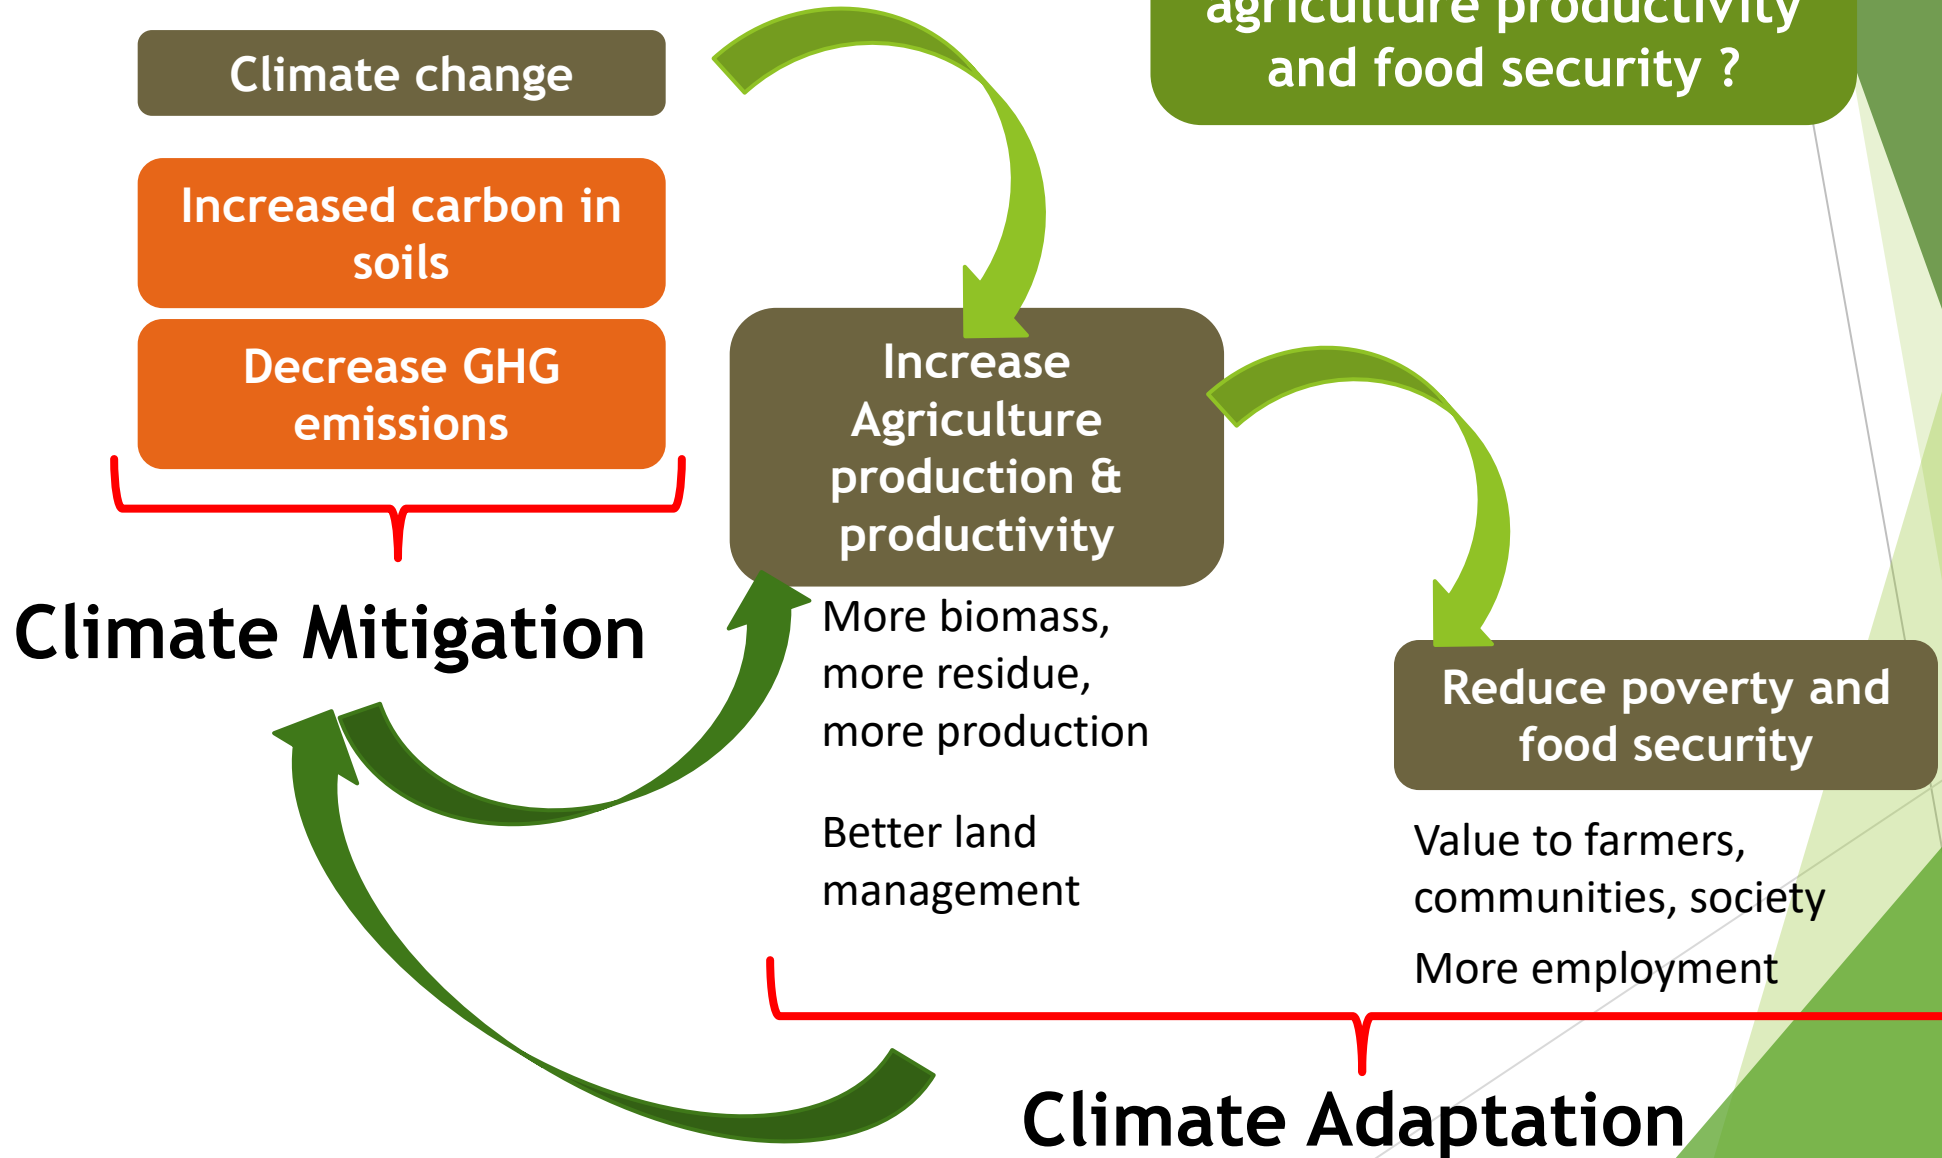 agriculture productivity
and food security ?
Climate change
Increased carbon in
soils
Decrease GHG
emissions
Climate Mitigation
Increase
Agriculture
production &
productivity
More biomass,
more residue,
more production
Better land
management
Reduce poverty and
food security
Value to farmers,
communities, society
More employment
Climate Adaptation